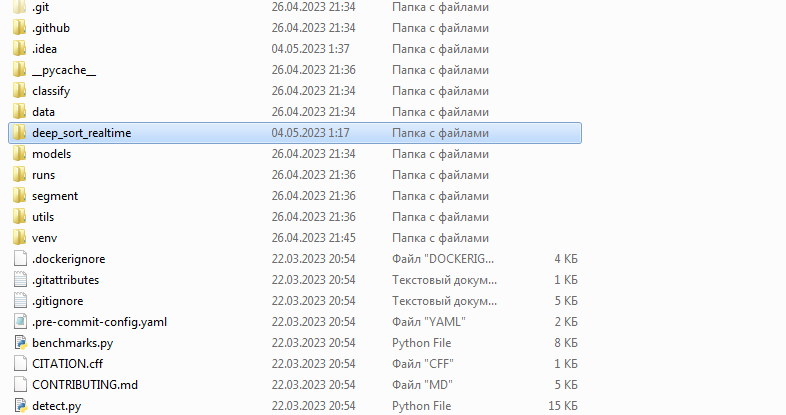 .git 26.04.2023 21:34 Папка с файлами
.github 26.04.2023 21:34 Папка с файлами
.idea 04.05.2023 1:37 Папка с файлами
__pycache__ 26.04.2023 21:36 Папка с файлами
classify 26.04.2023 21:34 Папка с файлами
data 26.04.2023 21:34 Папка с файлами
deep_sort_realtime 04.05.2023 1:17 Папка с файлами
models 26.04.2023 21:34 Папка с файлами
runs 26.04.2023 21:36 Папка с файлами
segment 26.04.2023 21:36 Папка с файлами
utils 26.04.2023 21:36 Папка с файлами
venv 26.04.2023 21:45 Папка с файлами
.dockerignore 22.03.2023 20:54 Файл "DOCKERIG... 4 КБ
.gitattributes 22.03.2023 20:54 Текстовый докум... 1 КБ
.gitignore 22.03.2023 20:54 Текстовый докум... 5 КБ
.pre-commit-config.yaml 22.03.2023 20:54 Файл "YAML" 2 КБ
benchmarks.py 22.03.2023 20:54 Python File 8 КБ
CITATION.cff 22.03.2023 20:54 Файл "CFF" 1 КБ
CONTRIBUTING.md 22.03.2023 20:54 Файл "MD" 5 КБ
detect.py 22.03.2023 20:54 Python File 15 КБ